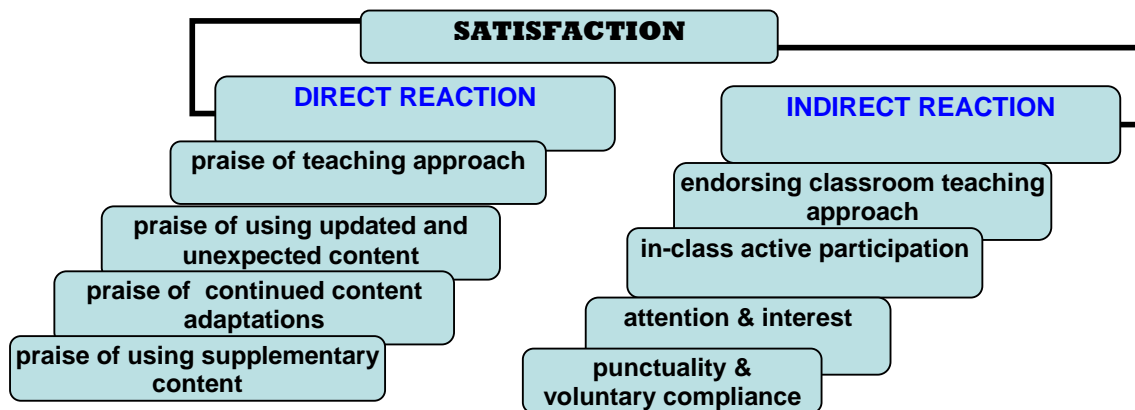 SATISFACTION
DIRECT REACTION
praise of teaching approach
praise of using updated and
unexpected content
praise of continued content
adaptations
praise of using supplementary
content
INDIRECT REACTION
endorsing classroom teaching
approach
in-class active participation
attention & interest
punctuality &
voluntary compliance